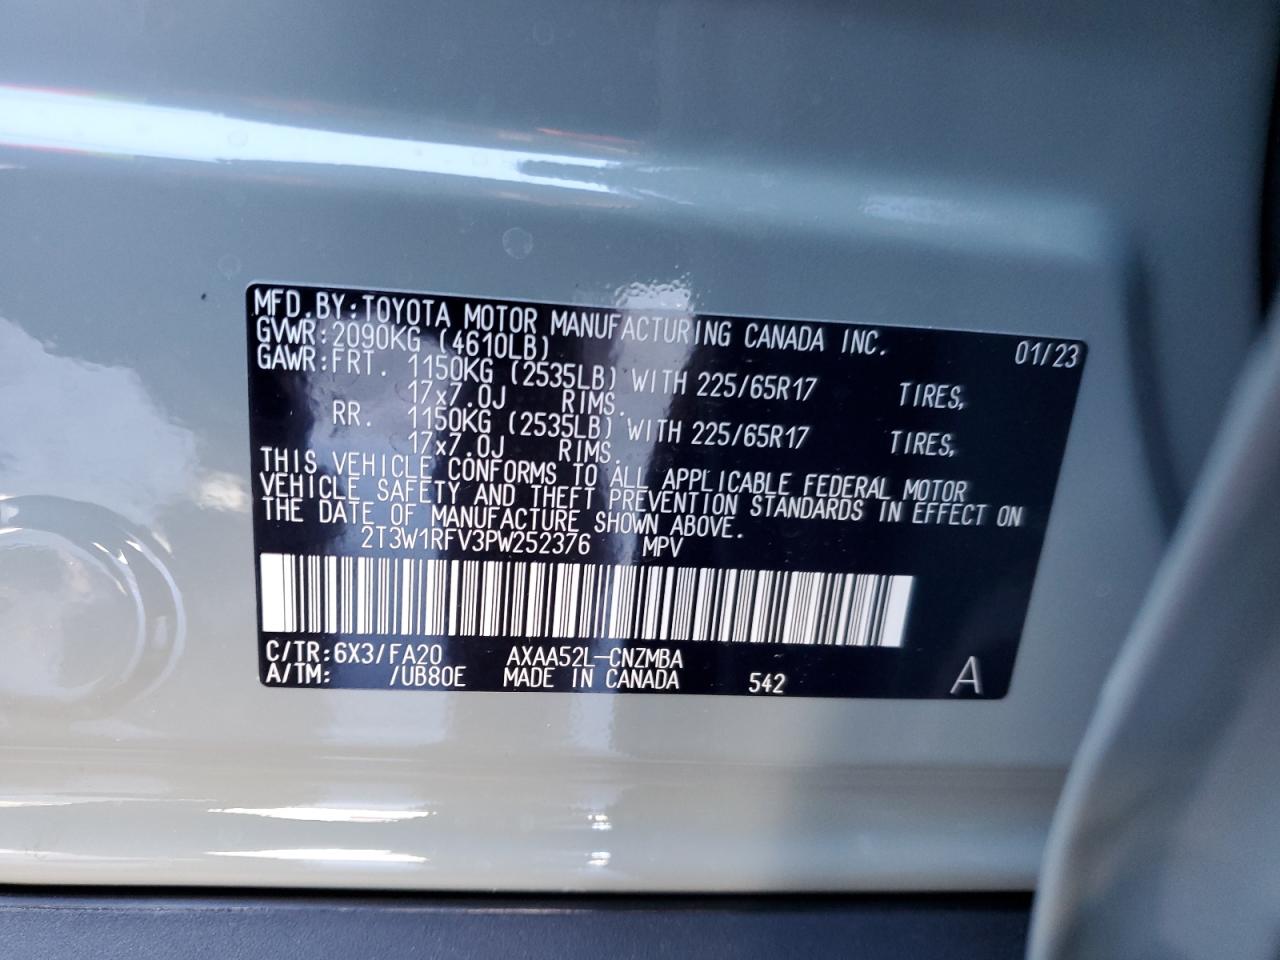 MFD.BY:TOYOTA MOTOR MANUFACTURING CANADA INC. 01/23
GVWR:2090KG (4610LB)
GAWR:FRT. 1150KG (2535LB) WITH 225/65R17 TIRES,
17x7.0J RIMS.
RR. 1150KG (2535LB) WITH 225/65R17 TIRES,
17x7.0J RIMS.
THIS VEHICLE CONFORMS TO ALL APPLICABLE FEDERAL MOTOR
VEHICLE SAFETY AND THEFT PREVENTION STANDARDS IN EFFECT ON
THE DATE OF MANUFACTURE SHOWN ABOVE.
2T3W1RFV3PW252376 MPV
C/TR:6X3/FA20 AXAA52L-CNZMBA
A/TM: /UB80E MADE IN CANADA 542 A